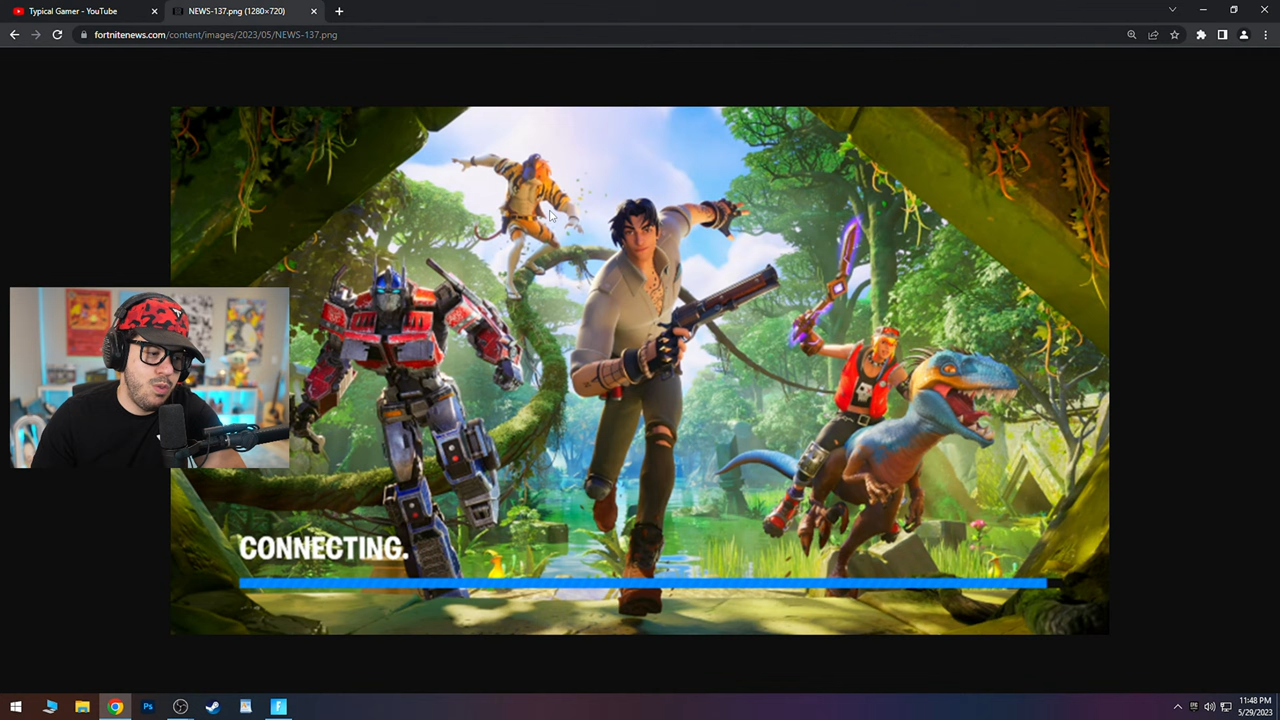 Typical Gamer - YouTube
NEWS-137.png (1280×720)
fortnitenews.com/content/images/2023/05/NEWS-137.png
CONNECTING.
Ps
F
11:48 PM
5/29/2023